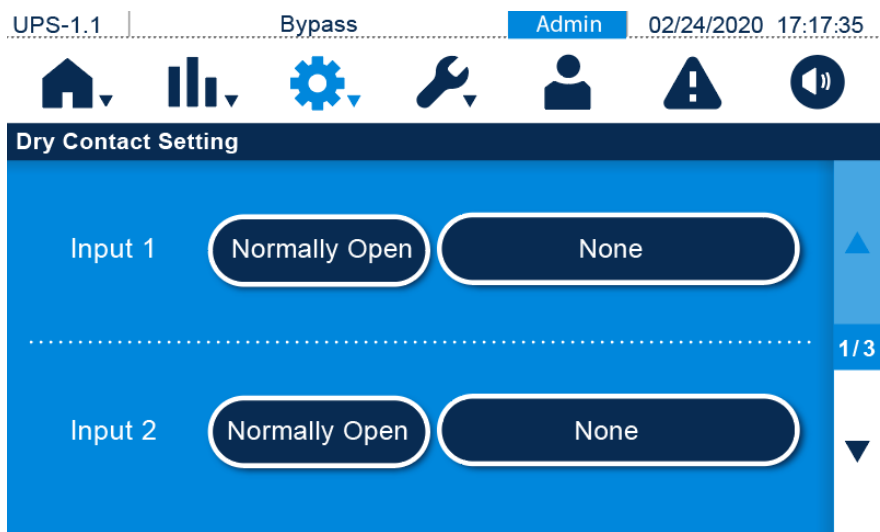 UPS-1.1 Bypass Admin 02/24/2020 17:17:35
Dry Contact Setting
Input 1 Normally Open None
1/3
Input 2 Normally Open None